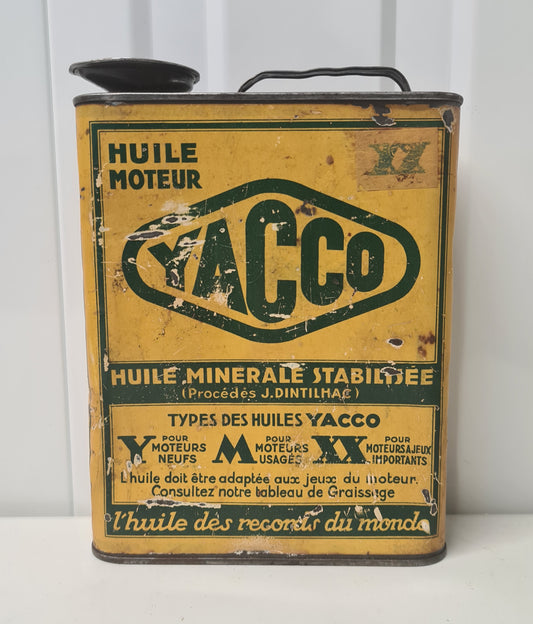 HUILE
MOTEUR
XX
YACCO
HUILE MINERALE STABILISÉE
(Procédés J.DINTILHAC)
TYPES DES HUILES YACCO
Y POUR MOTEURS NEUFS
M POUR MOTEURS USAGÉS
XX POUR MOTEURS A JEUX IMPORTANTS
L'huile doit être adaptée aux jeux du moteur.
Consultez notre tableau de Graissage
l'huile des records du monde